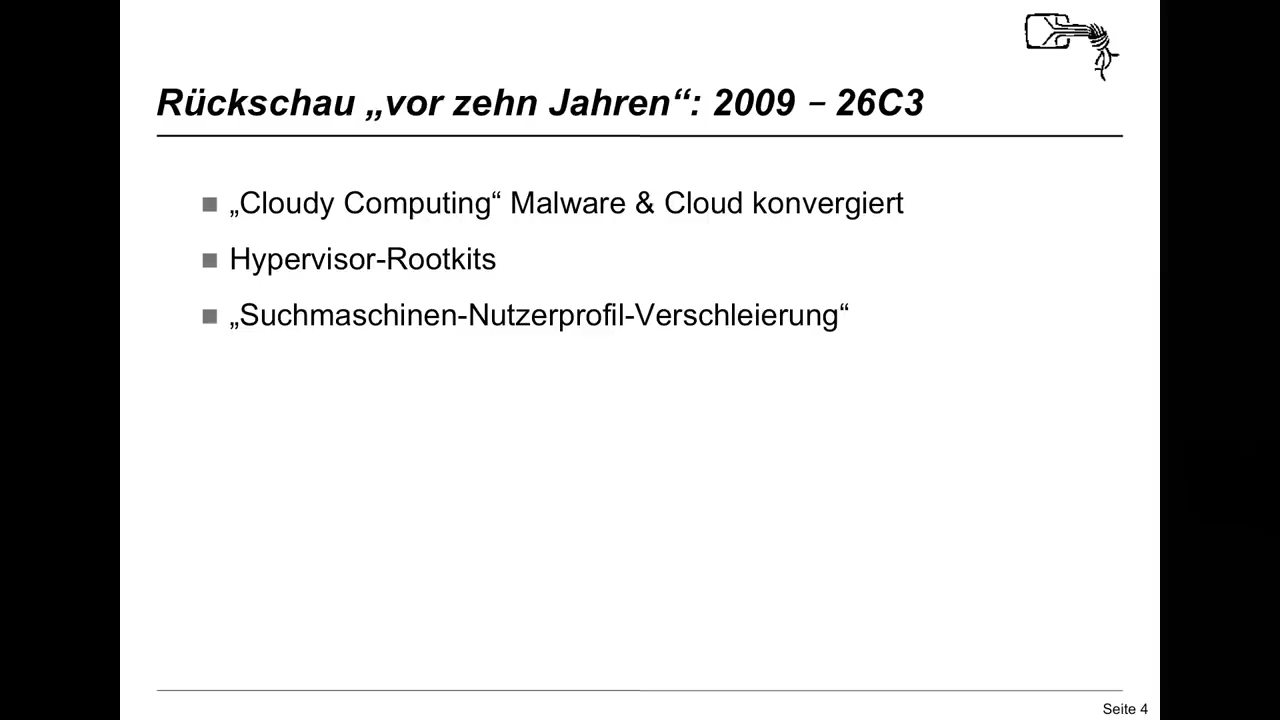 Rückschau „vor zehn Jahren“: 2009 – 26C3
„Cloudy Computing“ Malware & Cloud konvergiert
Hypervisor-Rootkits
„Suchmaschinen-Nutzerprofil-Verschleierung“
Seite 4